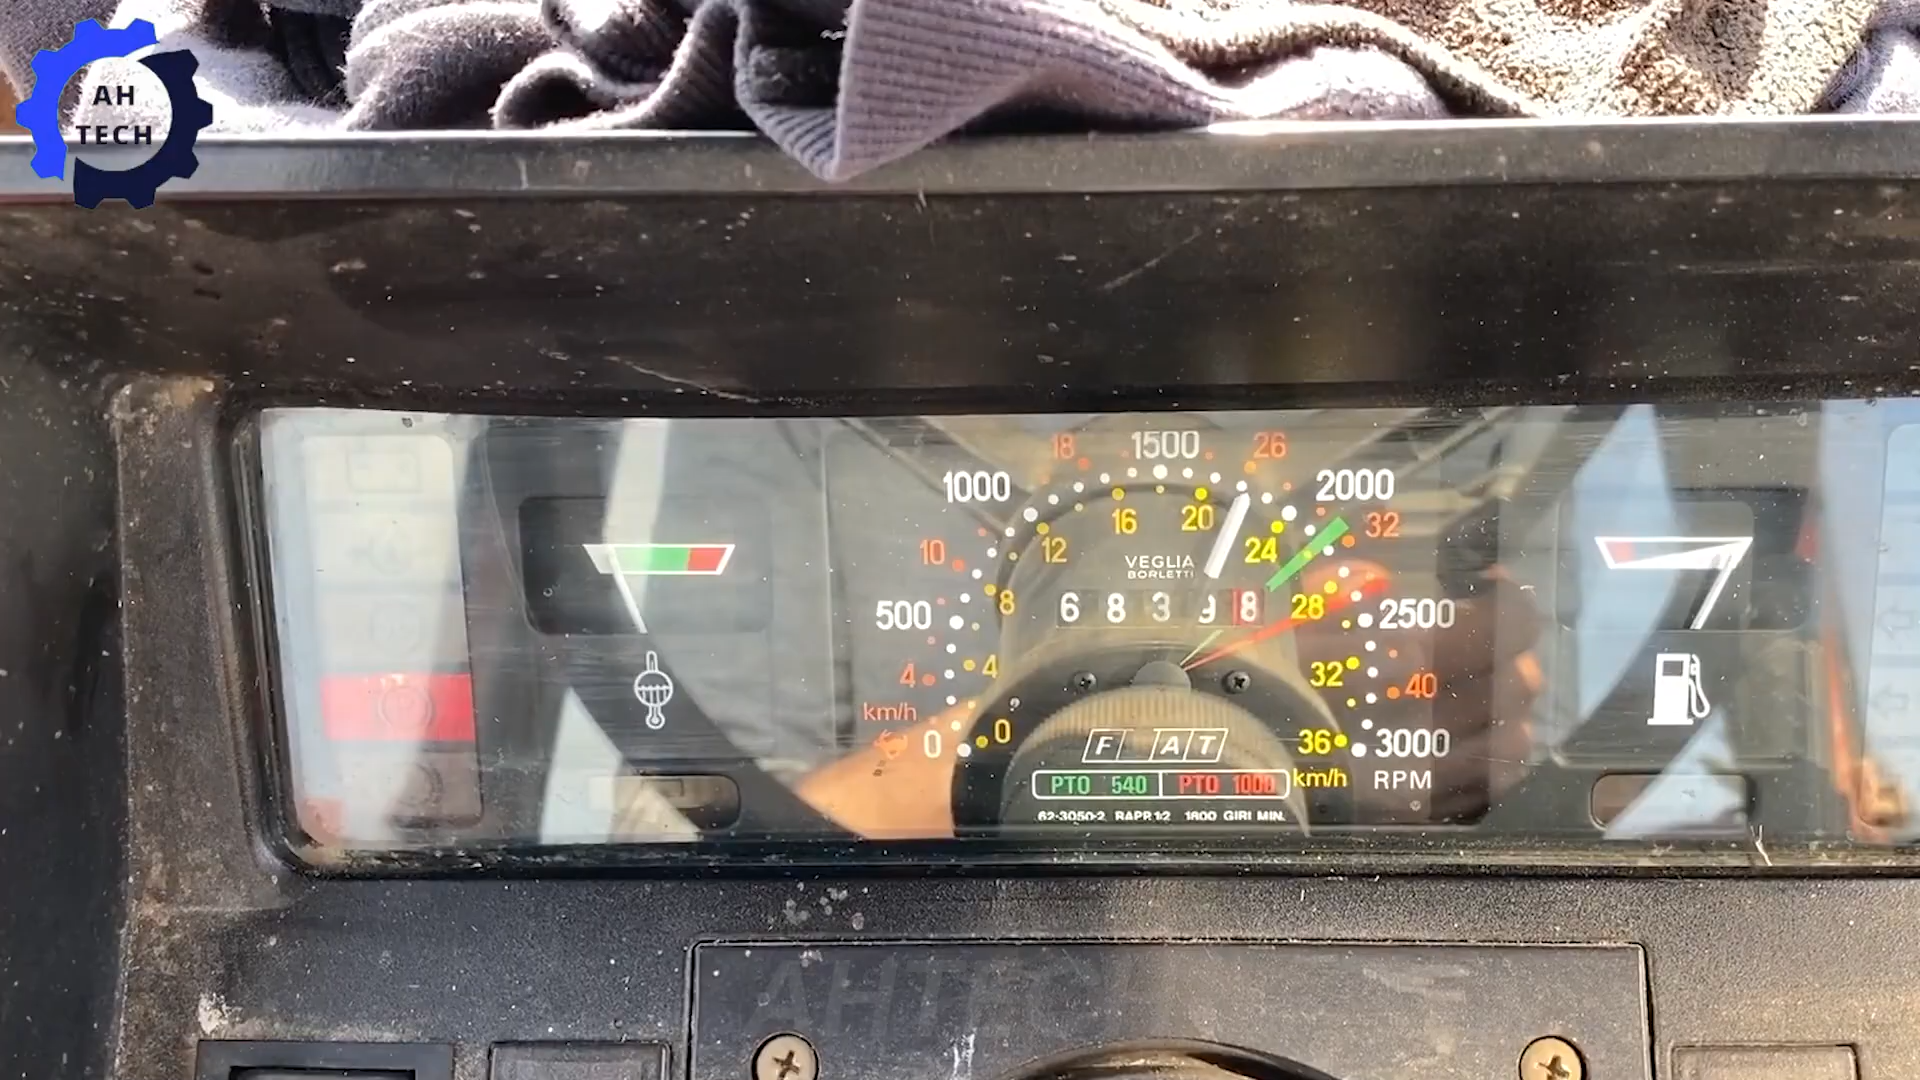 AH
TECH
18 1500 26
1000 2000
16 20 32
10 12 24
VEGLIA
BORLETTI
500 8 6 8 3 9 8 28 2500
4 4 32 40
km/h
0 0 FIAT 36 3000
PTO 540 PTO 1000 km/h RPM
62-3050-2 RAPP. 1:2 1800 GIRI MIN.
AHTECH